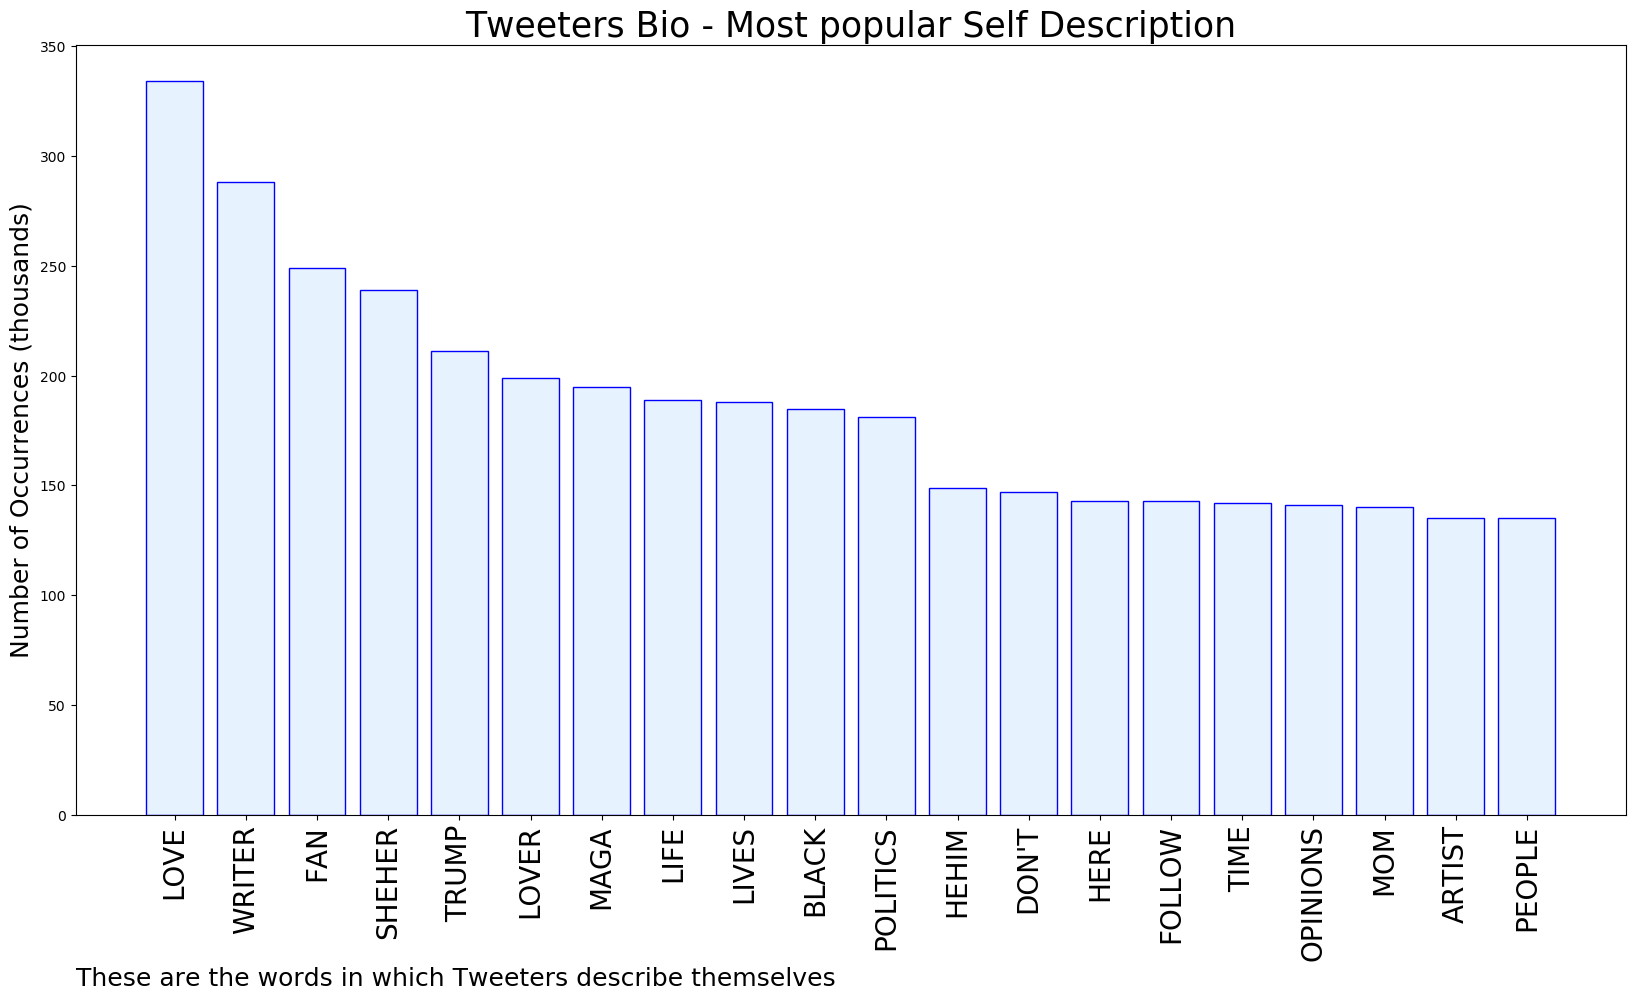 Tweeters Bio - Most popular Self Description
Number of Occurrences (thousands)
350
300
250
200
150
100
50
0
LOVE
WRITER
FAN
SHEHER
TRUMP
LOVER
MAGA
LIFE
LIVES
BLACK
POLITICS
HEHIM
DON'T
HERE
FOLLOW
TIME
OPINIONS
MOM
ARTIST
PEOPLE
These are the words in which Tweeters describe themselves